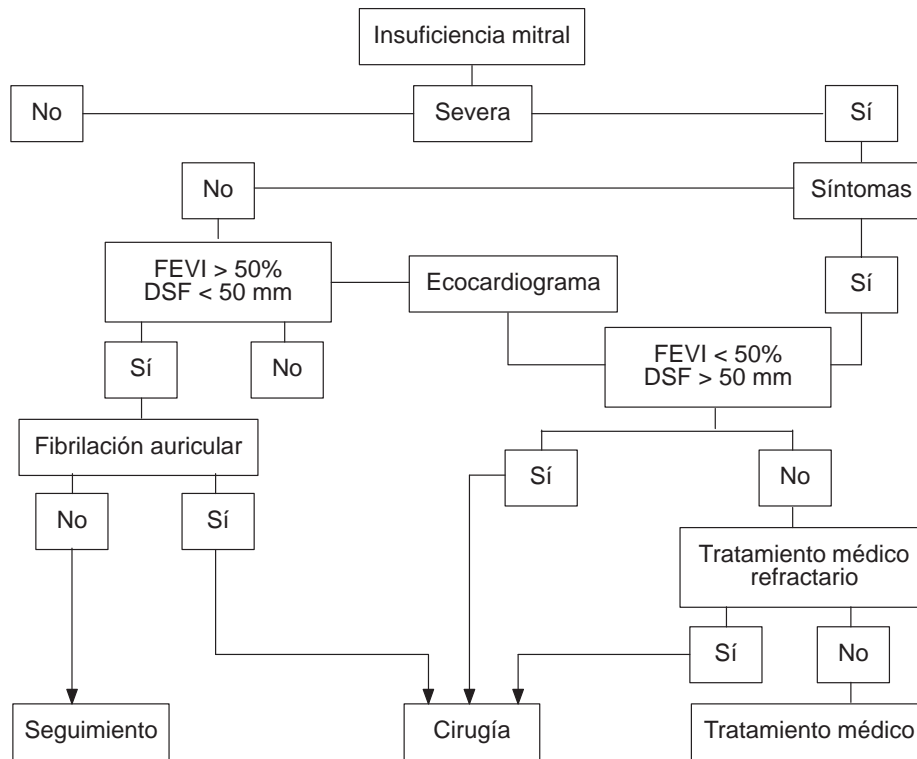 Insuficiencia mitral
No
Severa
Sí
No
Síntomas
FEVI > 50%
DSF < 50 mm
Ecocardiograma
Sí
Sí
No
FEVI < 50%
DSF > 50 mm
Fibrilación auricular
Sí
No
No
Sí
Tratamiento médico
refractario
Sí
No
Seguimiento
Cirugía
Tratamiento médico